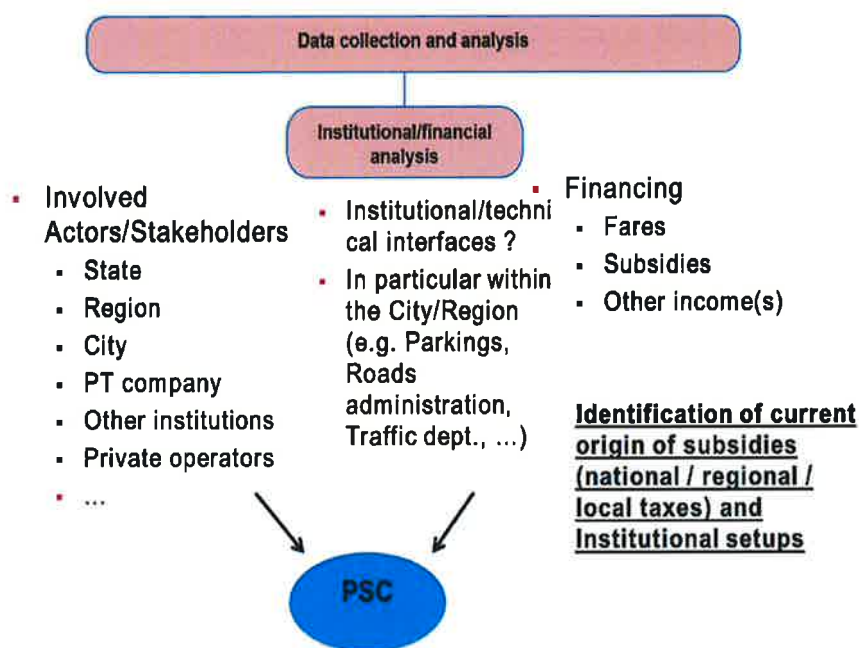 Data collection and analysis
Institutional/financial
analysis
▪ Involved
Actors/Stakeholders
▪ State
▪ Region
▪ City
▪ PT company
▪ Other institutions
▪ Private operators
▪ ...
▪ Institutional/techni
cal interfaces ?
▪ In particular within
the City/Region
(e.g. Parkings,
Roads
administration,
Traffic dept., ...)
▪ Financing
▪ Fares
▪ Subsidies
▪ Other income(s)
Identification of current
origin of subsidies
(national / regional /
local taxes) and
Institutional setups
PSC